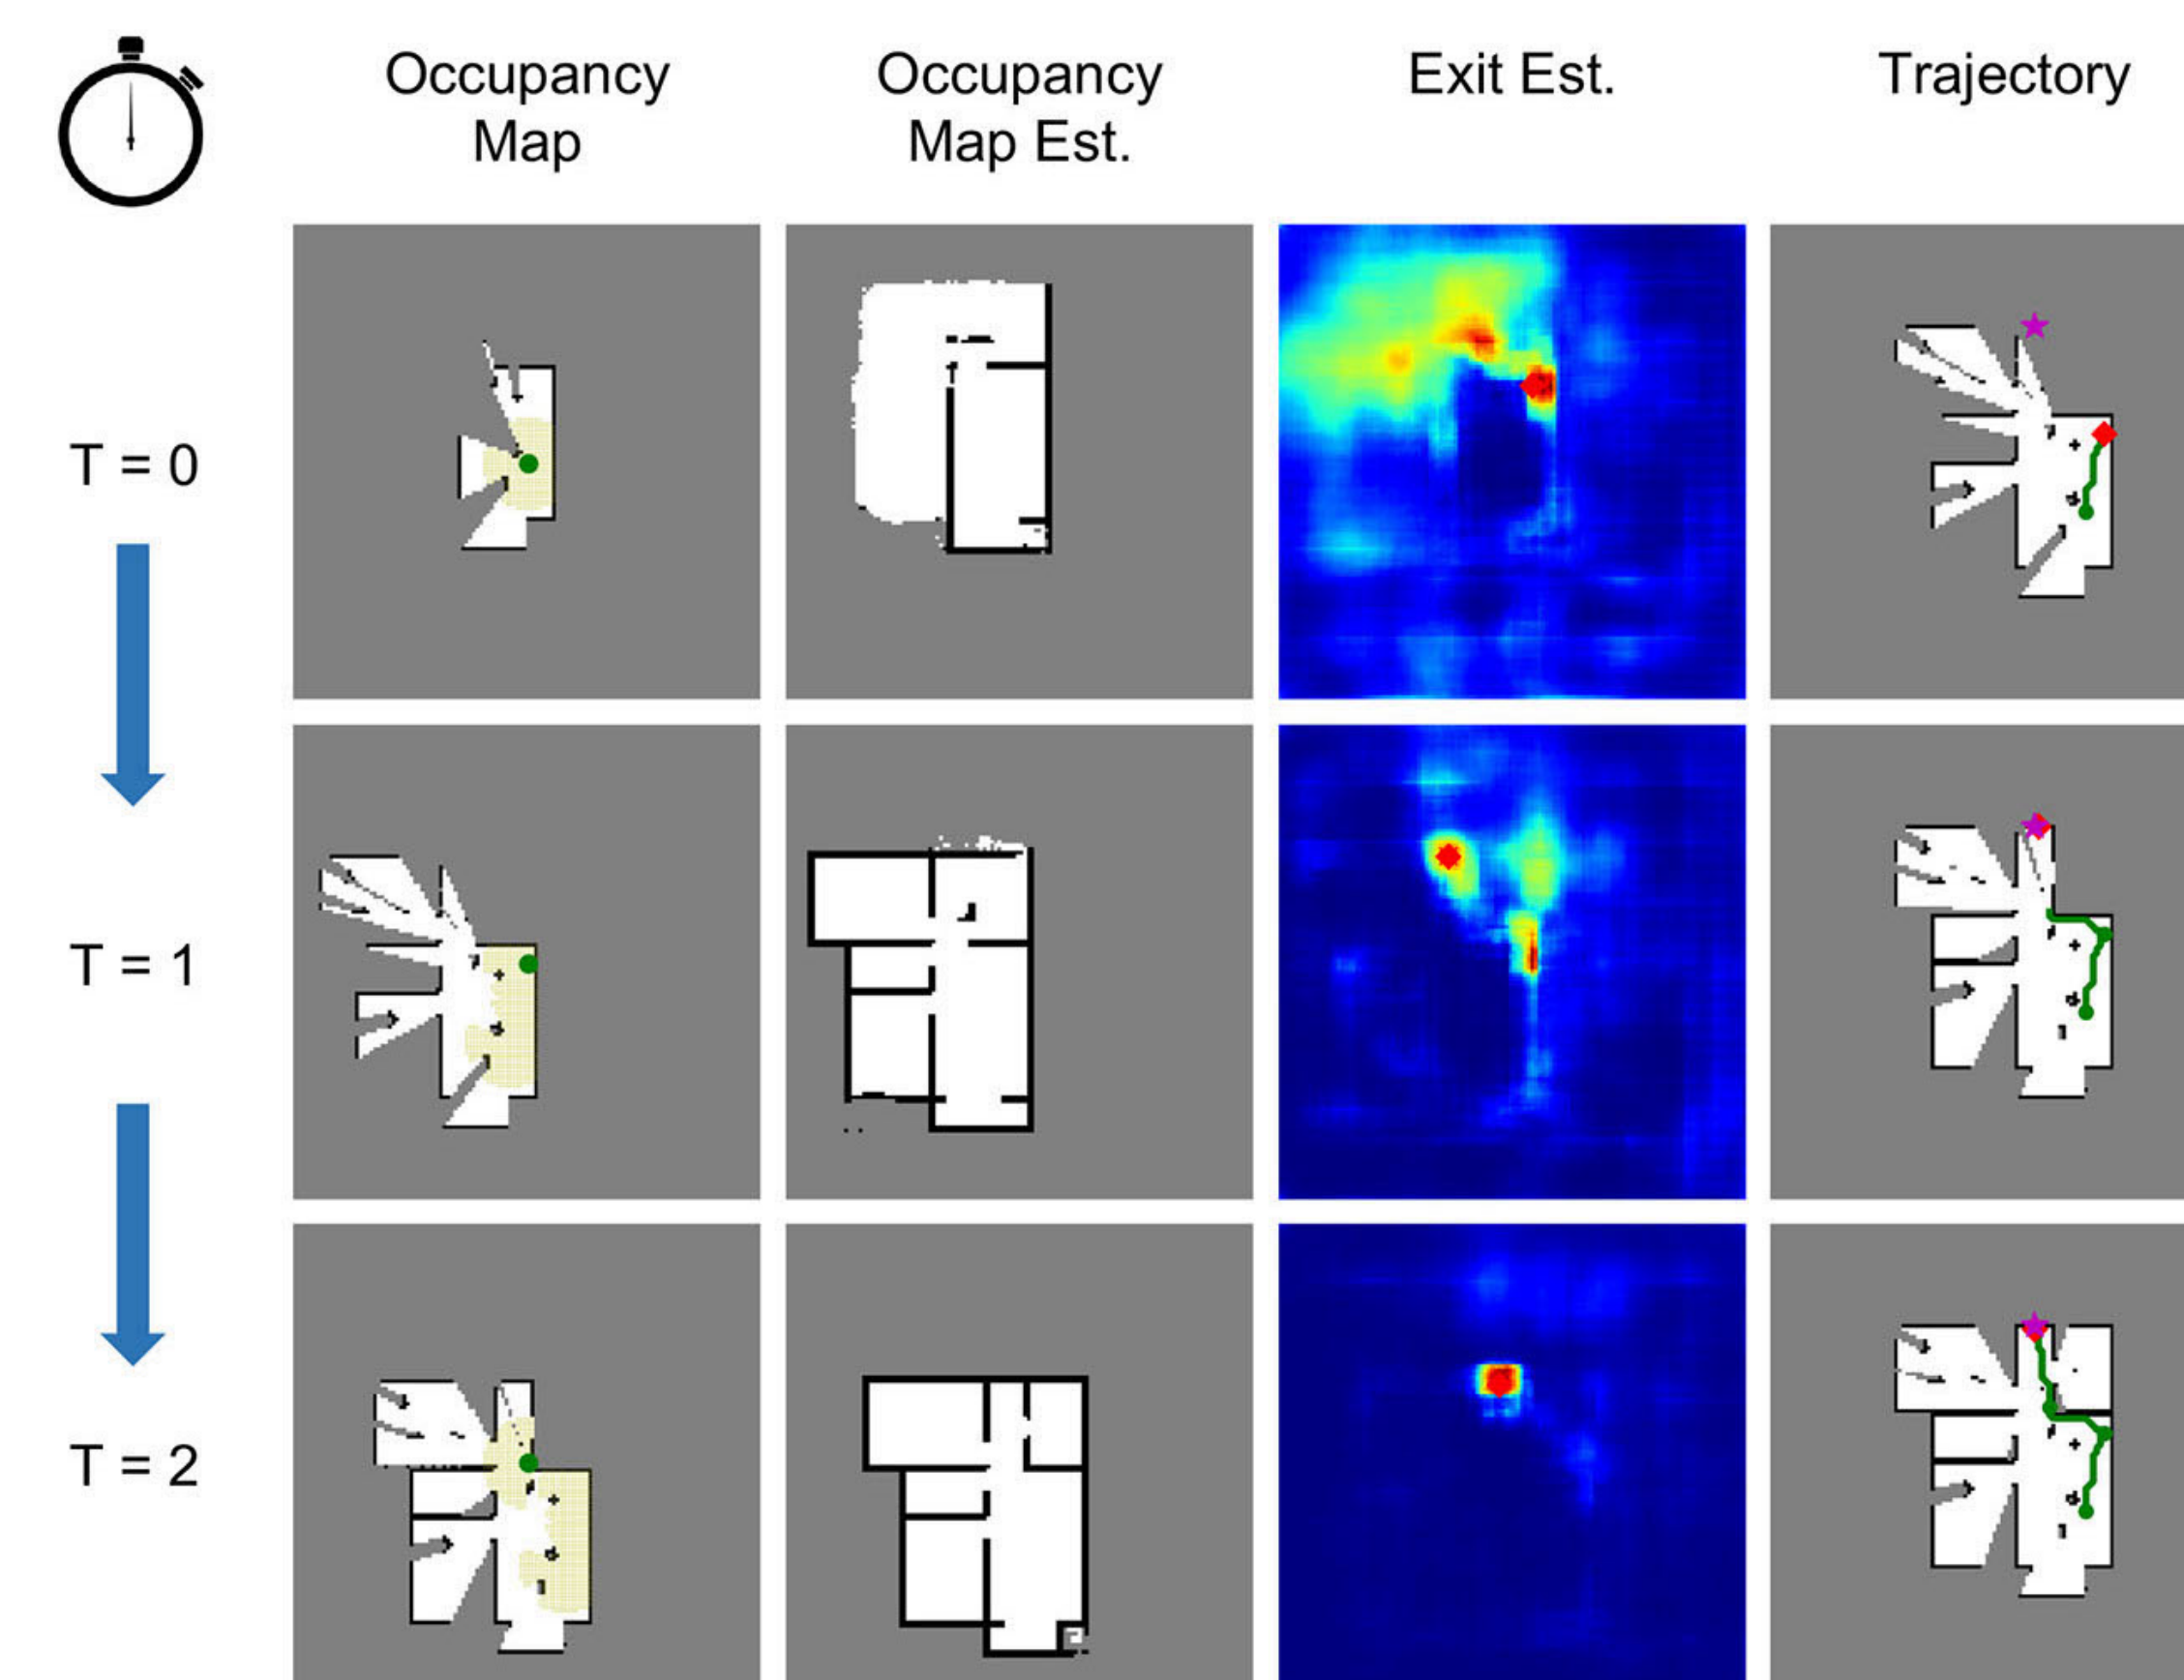 Occupancy
Map
Occupancy
Map Est.
Exit Est.
Trajectory
T = 0
T = 1
T = 2